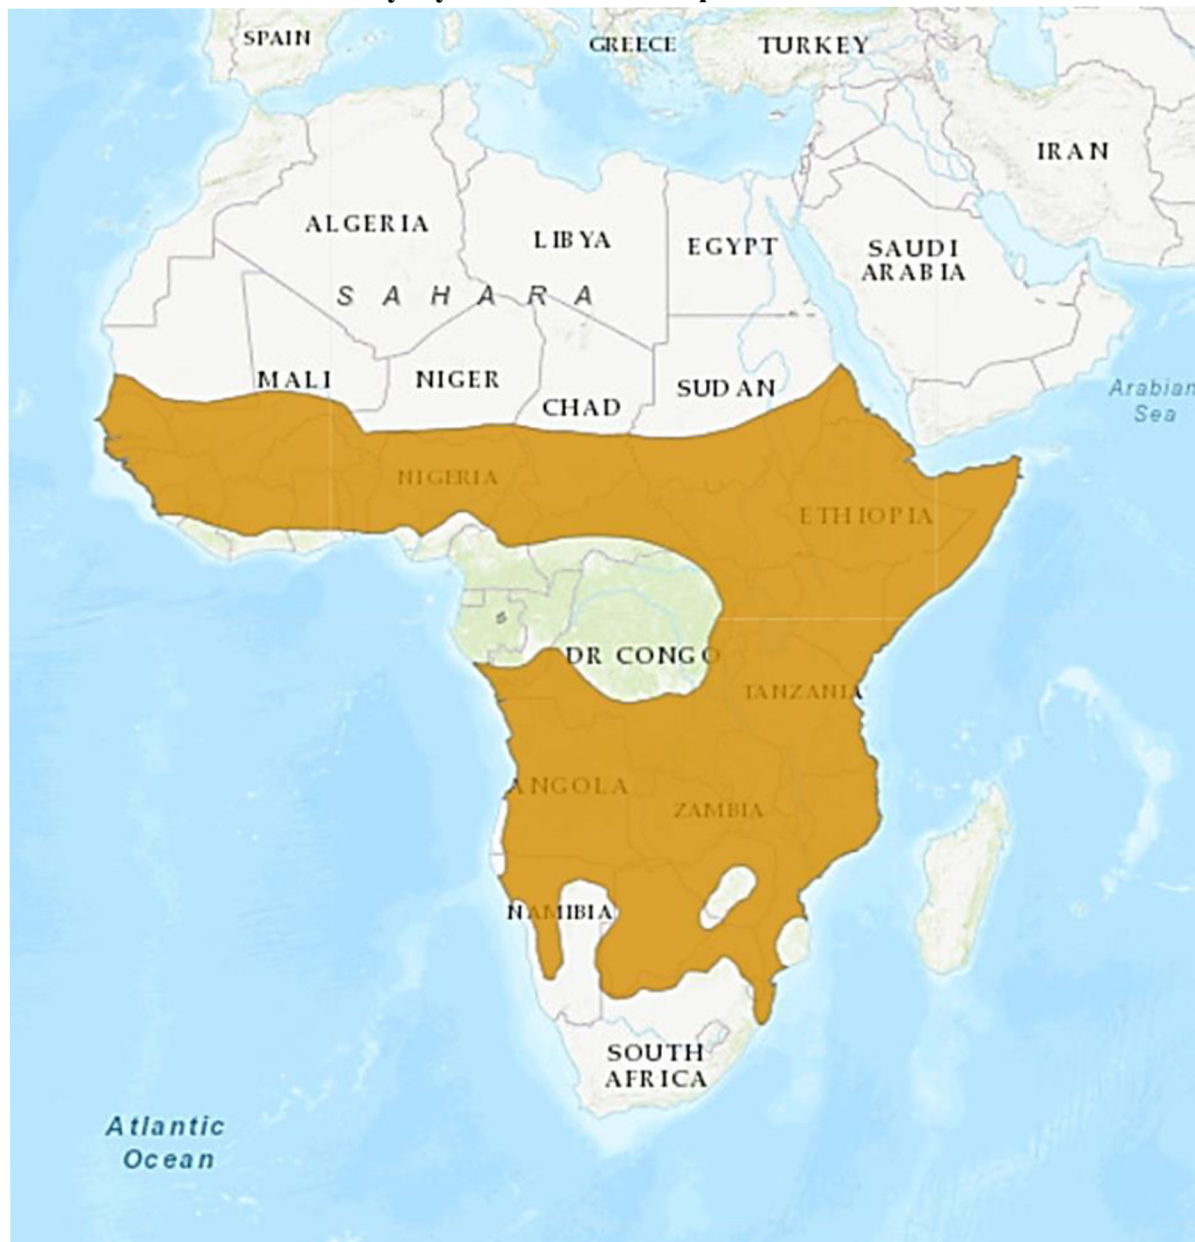 SPAIN
GREECE
TURKEY
IRAN
ALGERIA
LIBYA
EGYPT
SAUDI
ARABIA
SAHARA
MALI
NIGER
CHAD
SUDAN
Arabian
Sea
NIGERIA
ETHIOPIA
DR CONGO
TANZANIA
ANGOLA
ZAMBIA
NAMIBIA
SOUTH
AFRICA
Atlantic
Ocean